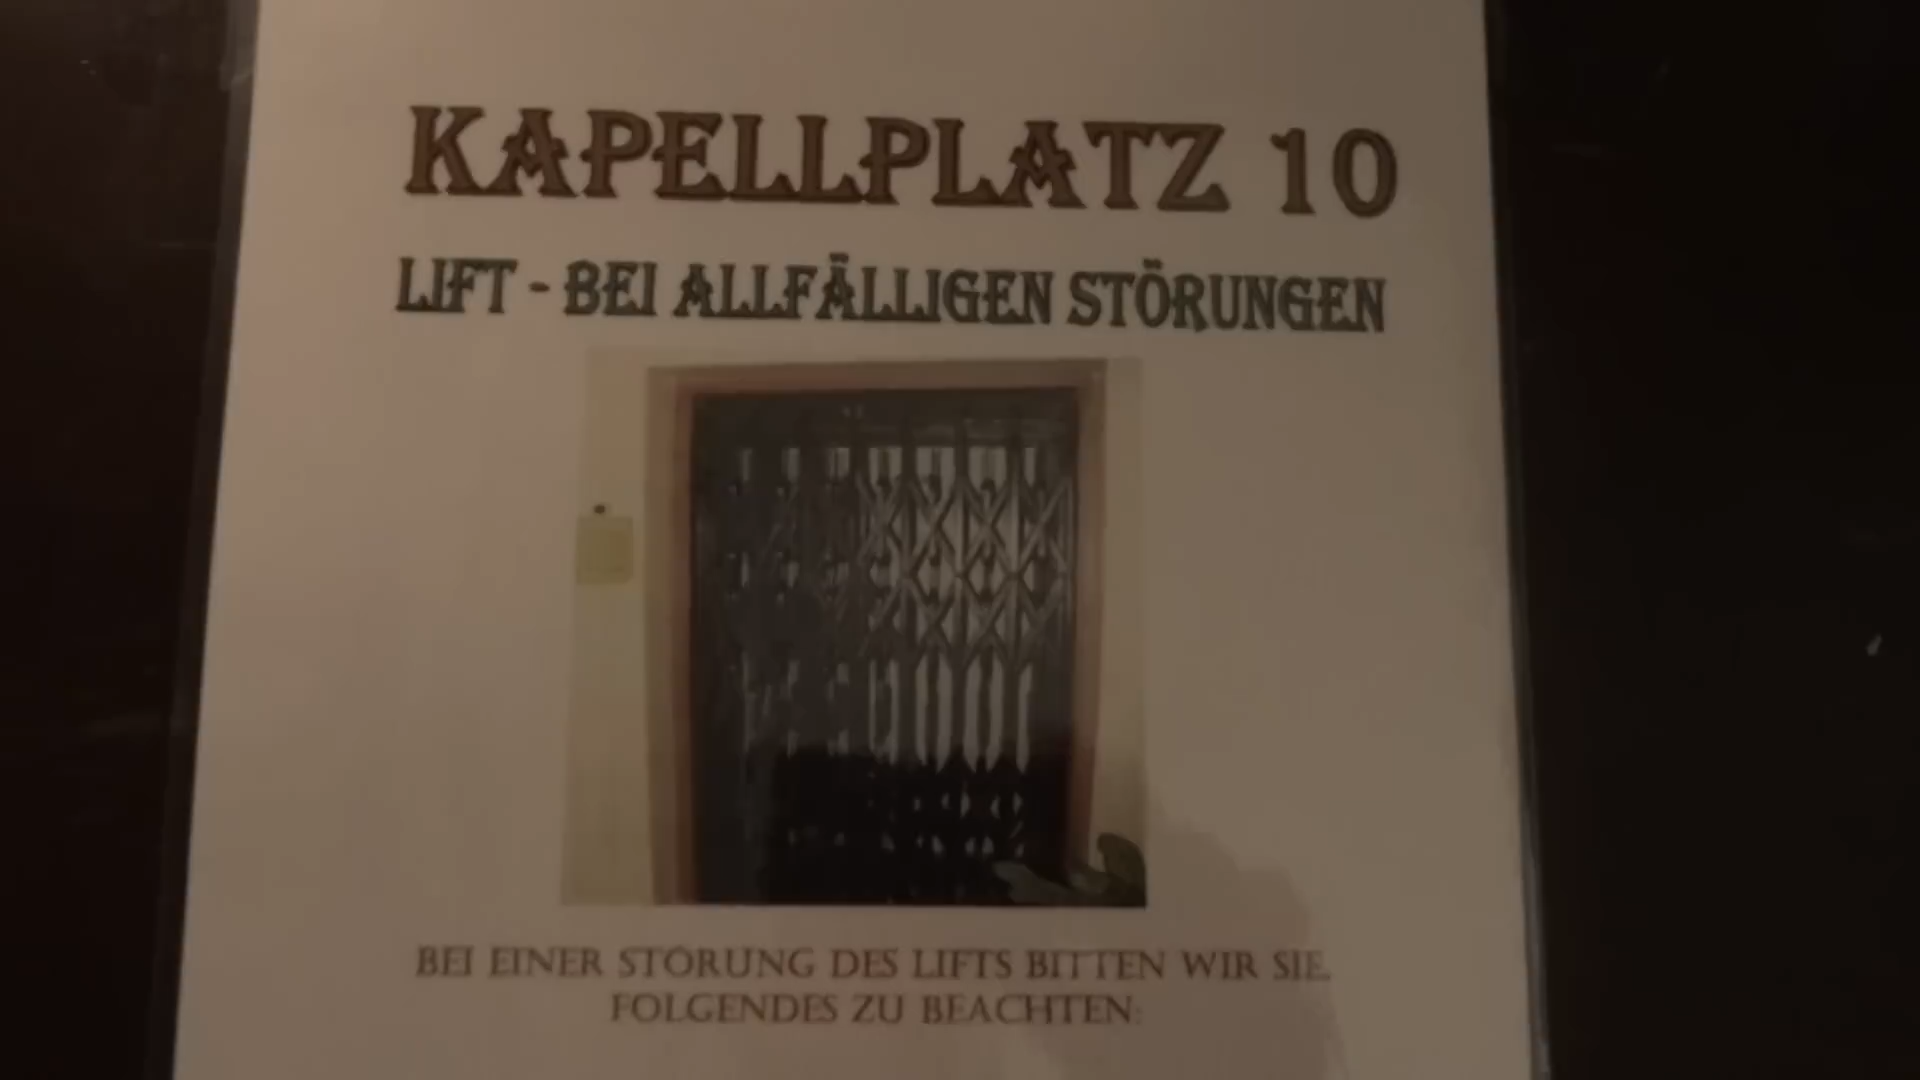 KAPELLPLATZ 10
LIFT - BEI ALLFÄLLIGEN STÖRUNGEN
BEI EINER STÖRUNG DES LIFTS BITTEN WIR SIE,
FOLGENDES ZU BEACHTEN: